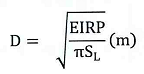 D = √(EIRP/πS_L) (m)